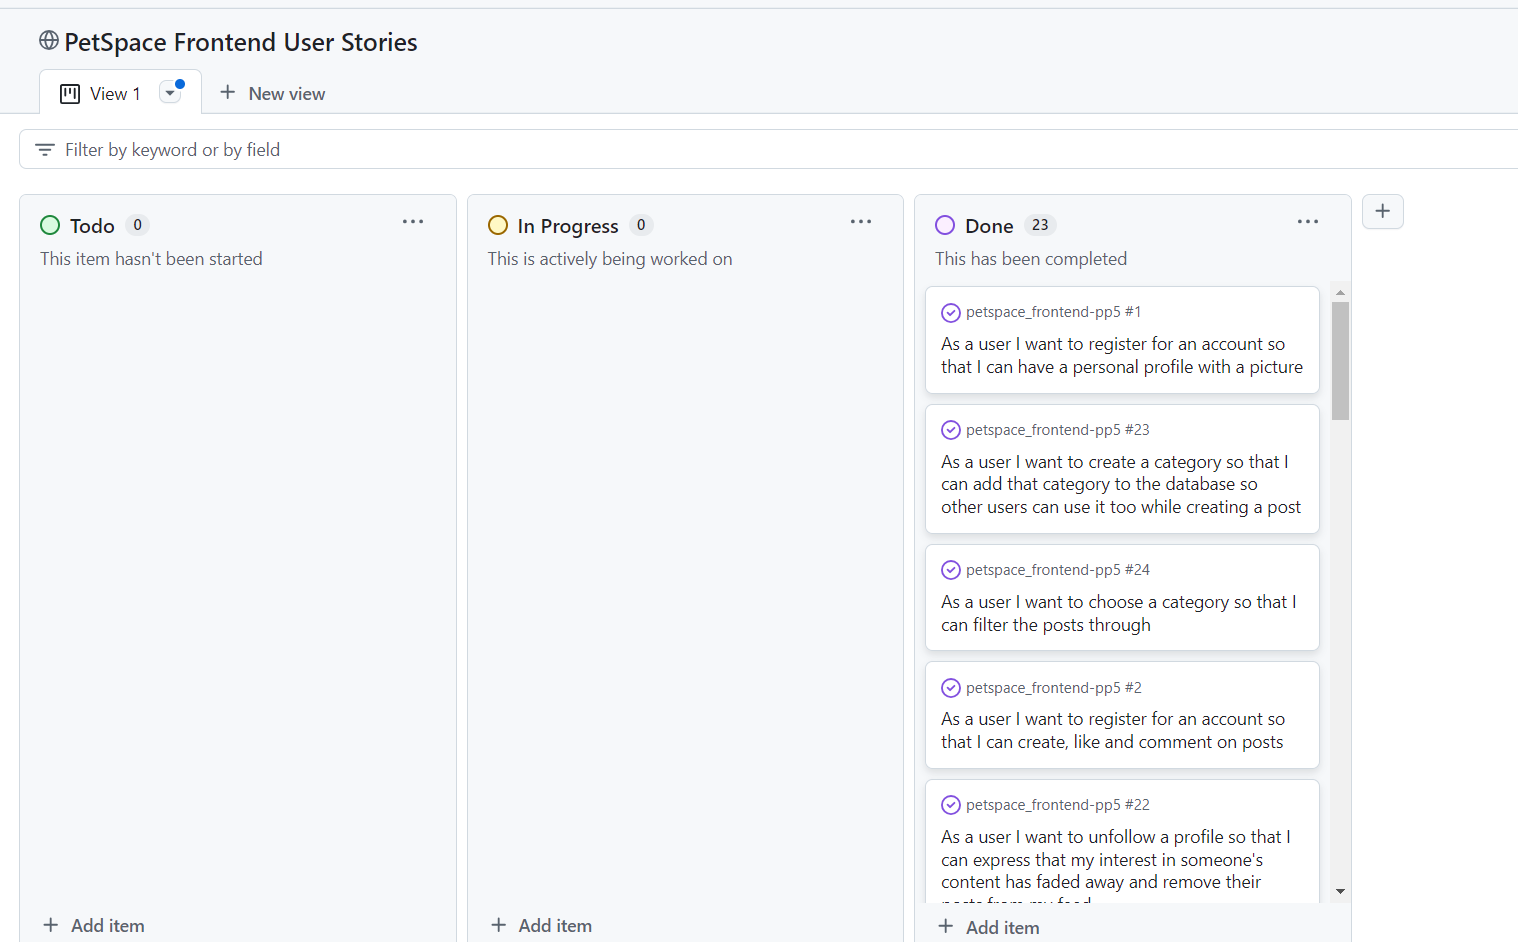 PetSpace Frontend User Stories
View 1
New view
Filter by keyword or by field
Todo 0
This item hasn't been started
Add item
In Progress 0
This is actively being worked on
Add item
Done 23
This has been completed
petspace_frontend-pp5 #1
As a user I want to register for an account so
that I can have a personal profile with a picture
petspace_frontend-pp5 #23
As a user I want to create a category so that I
can add that category to the database so
other users can use it too while creating a post
petspace_frontend-pp5 #24
As a user I want to choose a category so that I
can filter the posts through
petspace_frontend-pp5 #2
As a user I want to register for an account so
that I can create, like and comment on posts
petspace_frontend-pp5 #22
As a user I want to unfollow a profile so that I
can express that my interest in someone's
content has faded away and remove their
posts from my feed
Add item